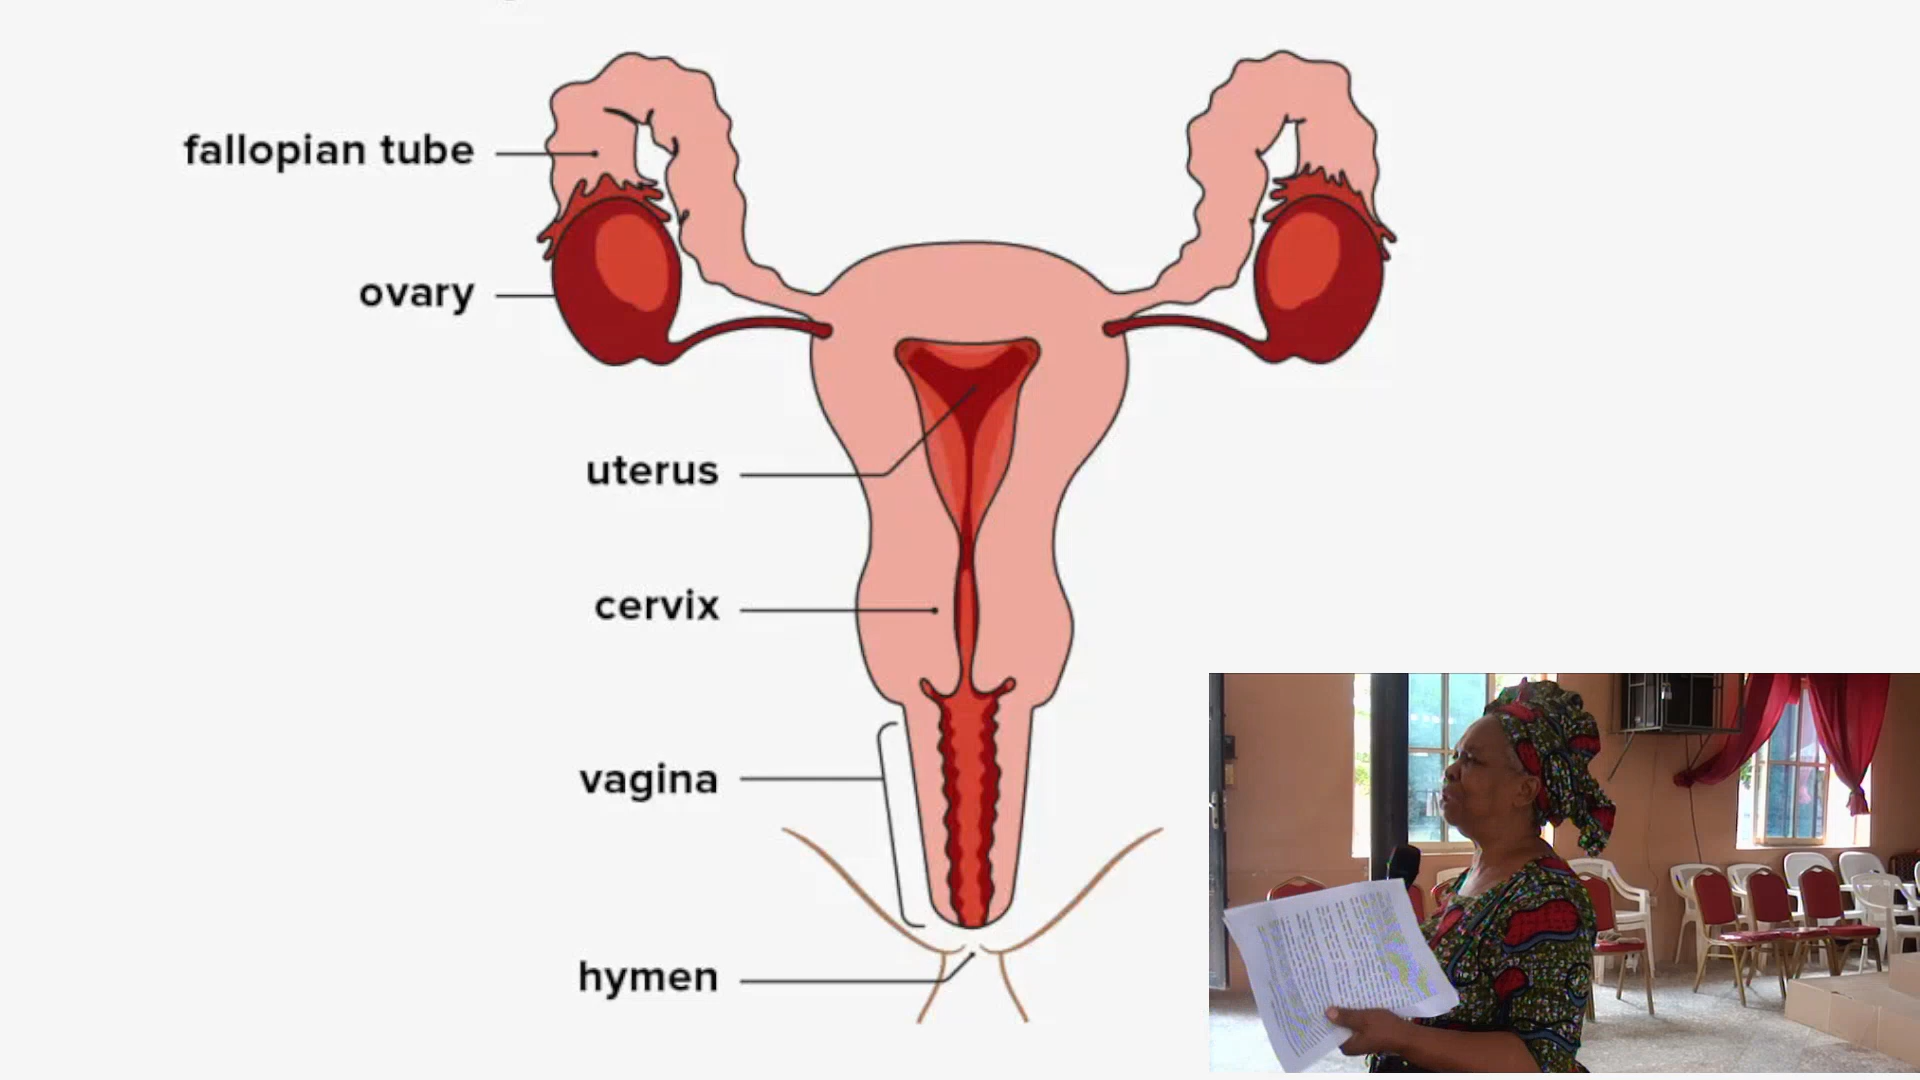 fallopian tube
ovary
uterus
cervix
vagina
hymen